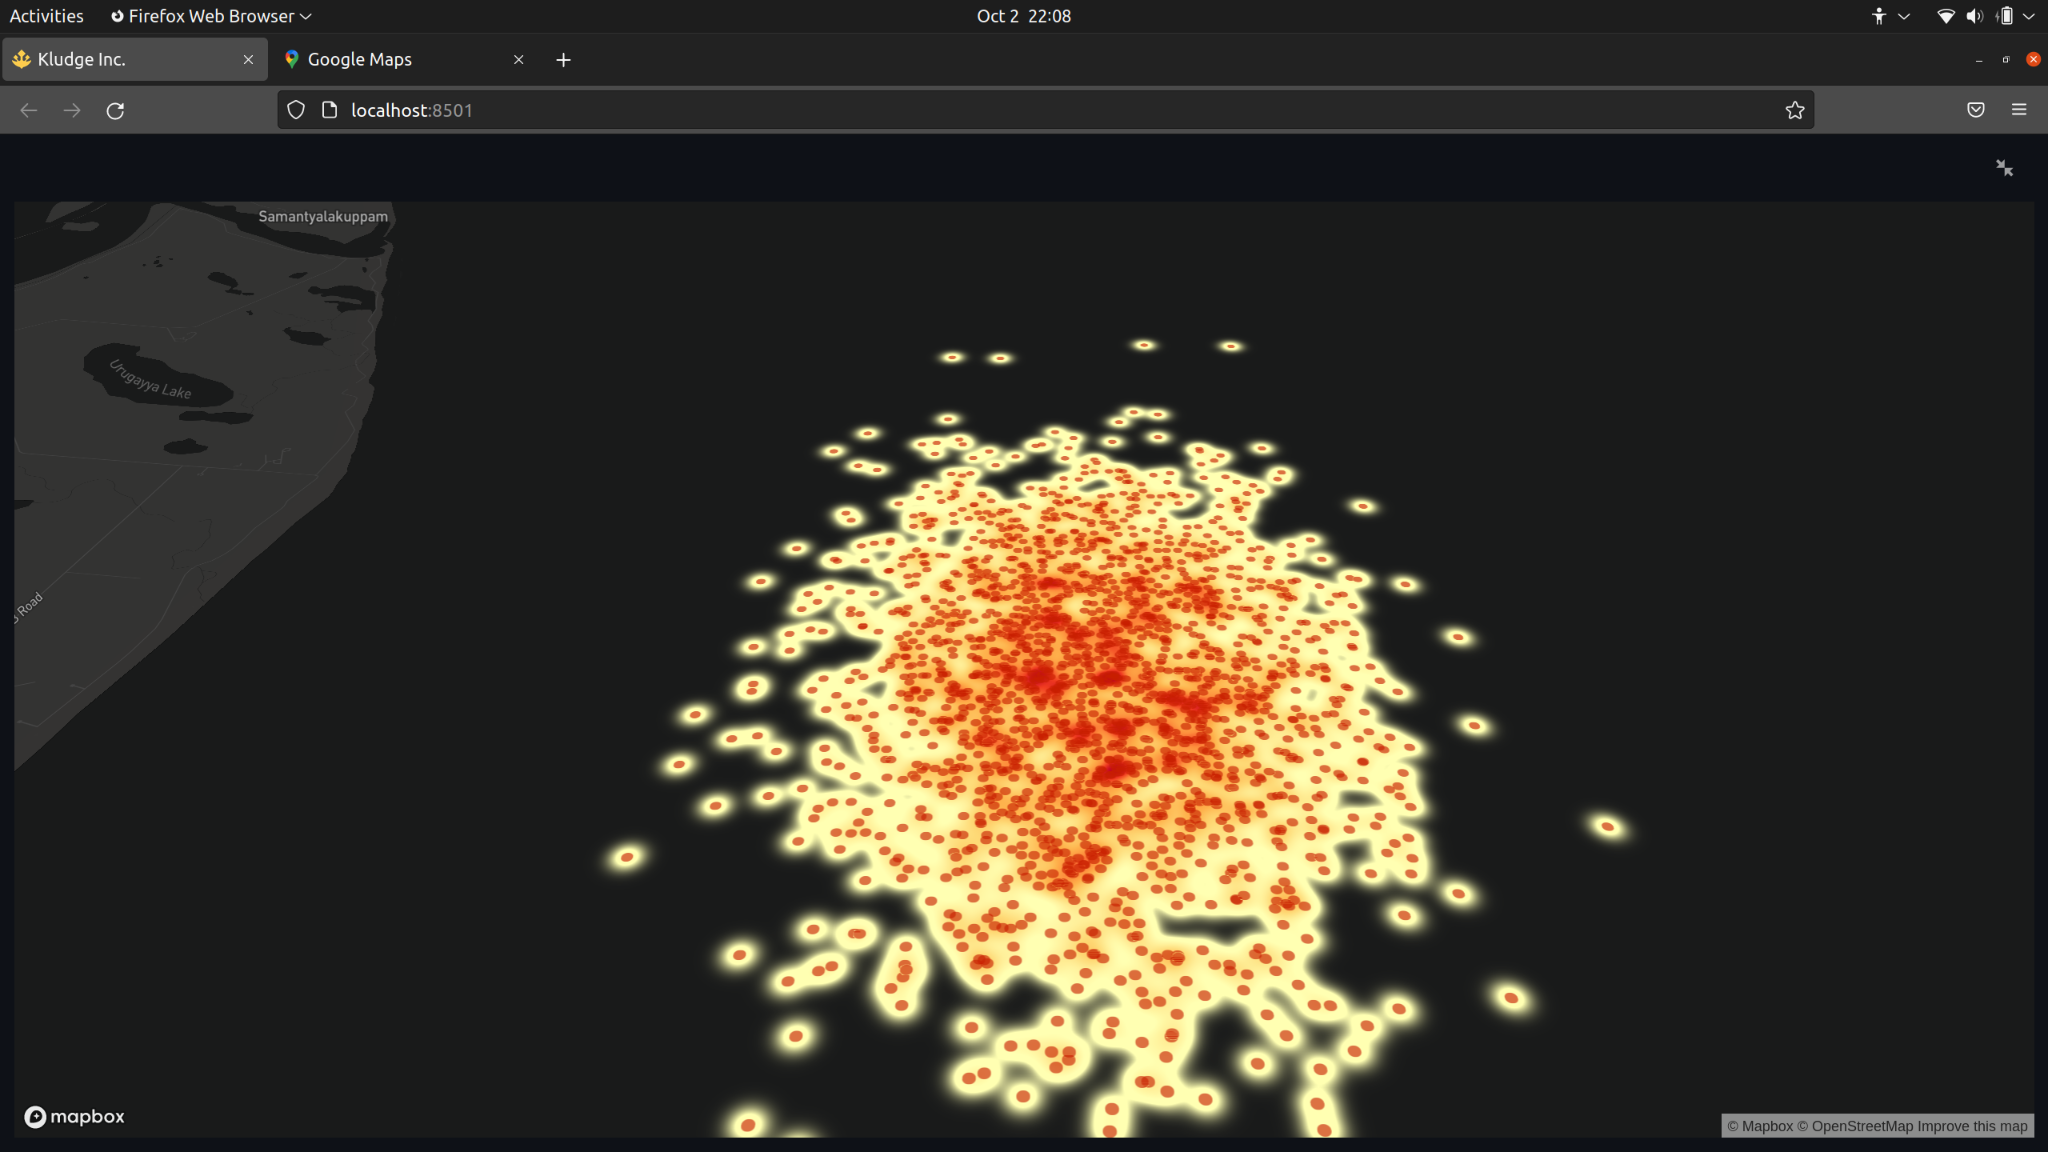 Activities
Firefox Web Browser
Oct 2 22:08
Kludge Inc.
Google Maps
localhost:8501
Samantyalakuppam
Urugayya Lake
Road
mapbox
© Mapbox © OpenStreetMap Improve this map